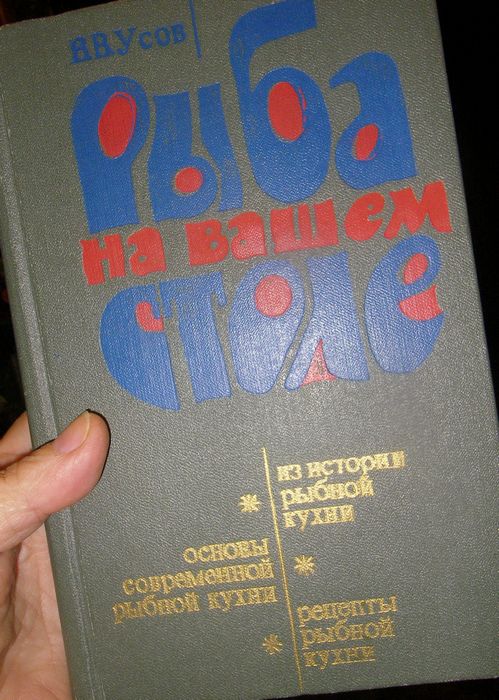 В.В.Усов
Рыба
на вашем
столе
из истории
рыбной
кухни
основы
современной
рыбной кухни
рецепты
рыбной
кухни